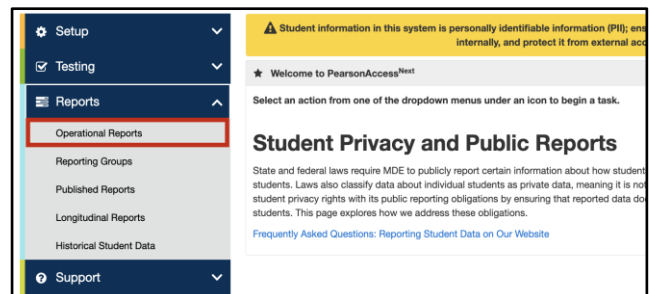 Setup
Testing
Reports
Operational Reports
Reporting Groups
Published Reports
Longitudinal Reports
Historical Student Data
Support
Student information in this system is personally identifiable information (PII); ens
internally, and protect it from external acc
Welcome to PearsonAccessNext
Select an action from one of the dropdown menus under an icon to begin a task.
Student Privacy and Public Reports
State and federal laws require MDE to publicly report certain information about how student
students. Laws also classify data about individual students as private data, meaning it is not
student privacy rights with its public reporting obligations by ensuring that reported data do
students. This page explores how we address these obligations.
Frequently Asked Questions: Reporting Student Data on Our Website